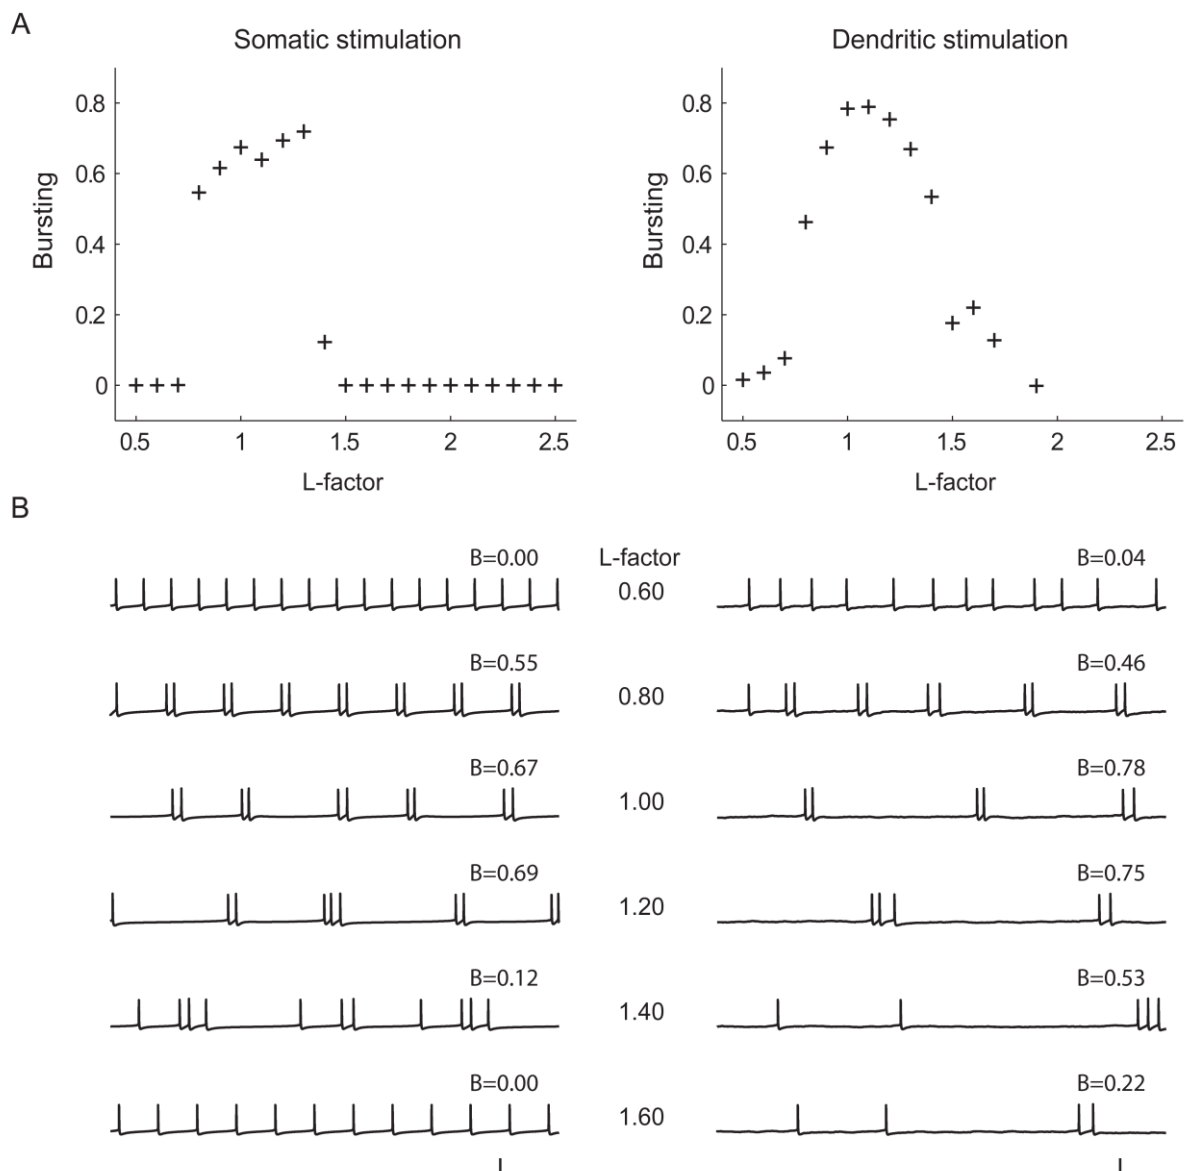 A
Somatic stimulation
Dendritic stimulation
Bursting
0.8
0.6
0.4
0.2
0
0.5 1 1.5 2 2.5
L-factor
Bursting
0.8
0.6
0.4
0.2
0
0.5 1 1.5 2 2.5
L-factor
B
B=0.00 L-factor B=0.04
0.60
B=0.55 B=0.46
0.80
B=0.67 B=0.78
1.00
B=0.69 B=0.75
1.20
B=0.12 B=0.53
1.40
B=0.00 B=0.22
1.60